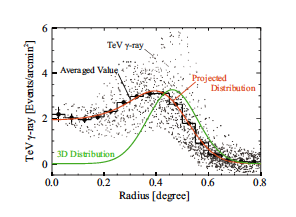 6
TeV γ-ray
Averaged Value
Projected
Distribution
4
2
3D Distribution
0
0.0 0.2 0.4 0.6 0.8
Radius [degree]
TeV γ-ray [Events/arcmin²]